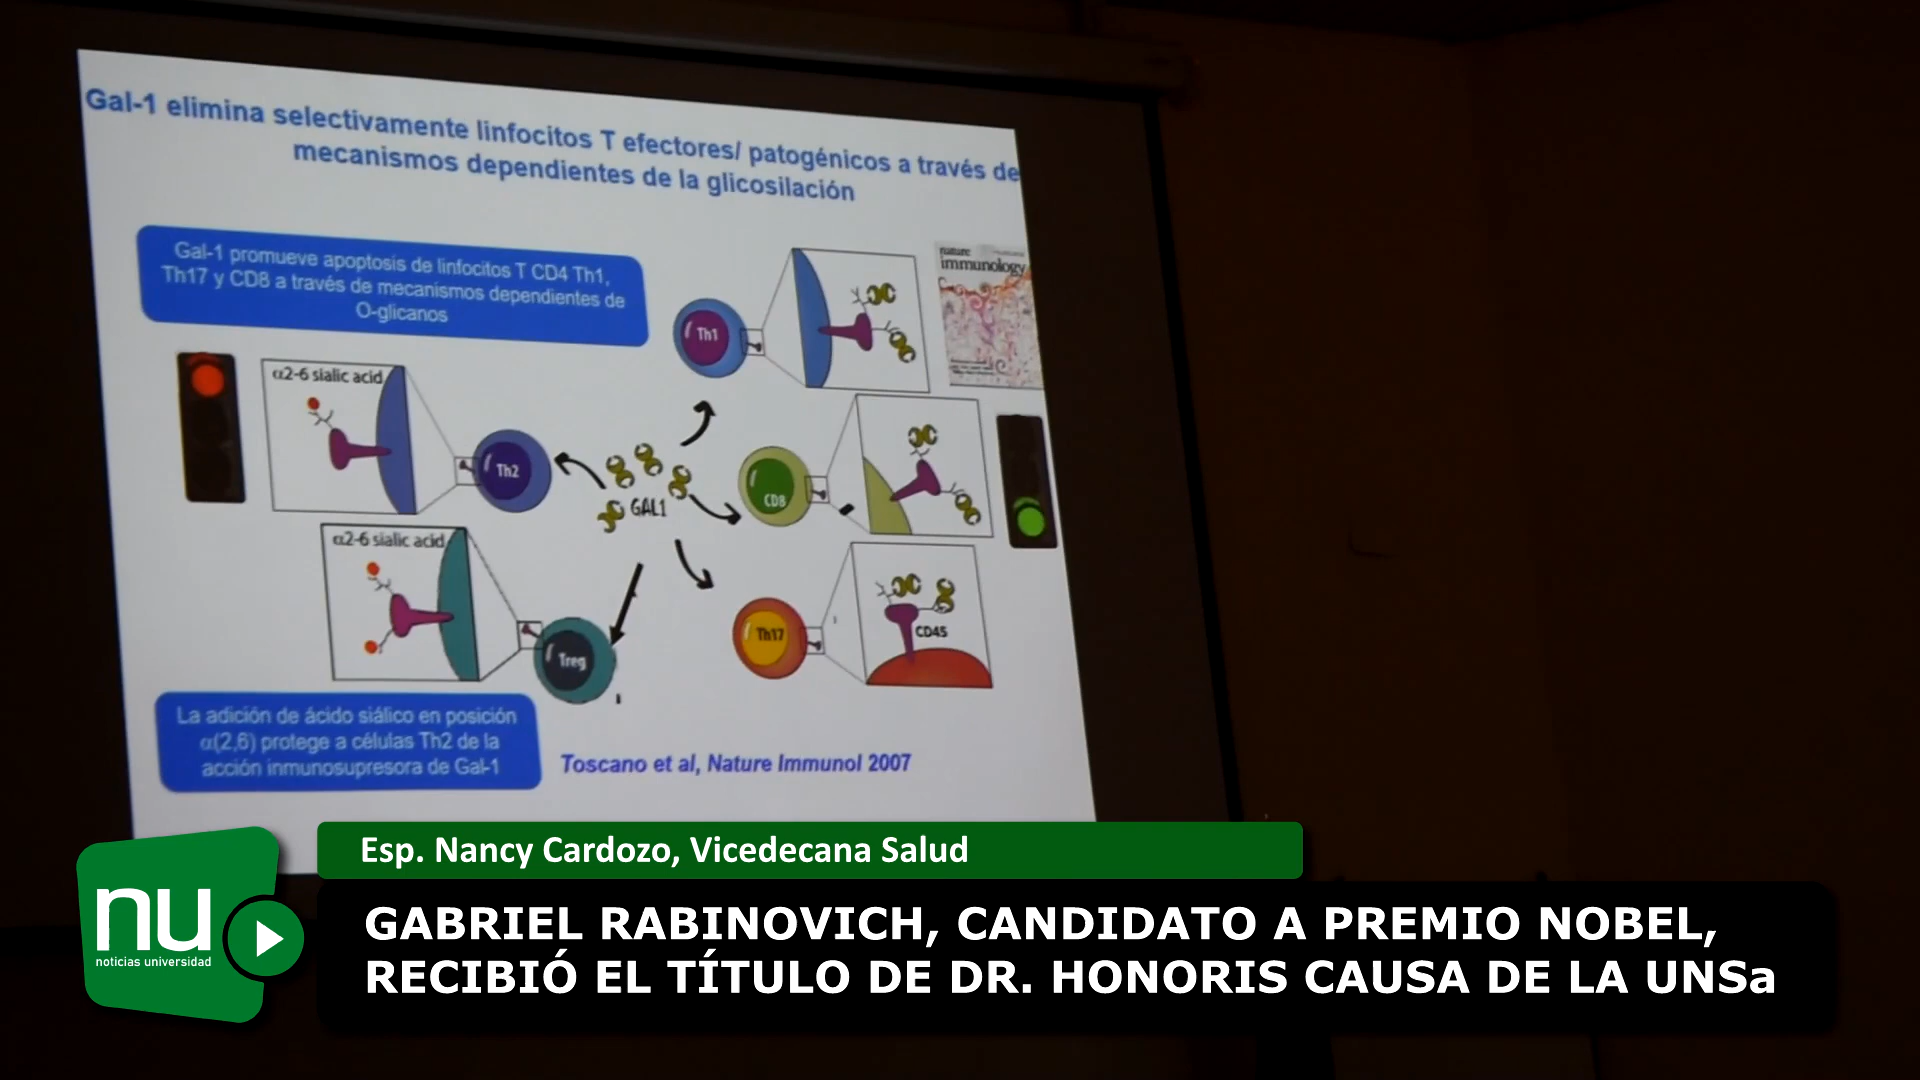 Gal-1 elimina selectivamente linfocitos T efectores/ patogénicos a través de
mecanismos dependientes de la glicosilación
Gal-1 promueve apoptosis de linfocitos T CD4 Th1,
Th17 y CD8 a través de mecanismos dependientes de
O-glicanos
nature
immunology
Th1
α2-6 sialic acid
Th2
GAL1
CD8
α2-6 sialic acid
Treg
Th17
CD45
La adición de ácido siálico en posición
α(2,6) protege a células Th2 de la
acción inmunosupresora de Gal-1
Toscano et al, Nature Immunol 2007
Esp. Nancy Cardozo, Vicedecana Salud
GABRIEL RABINOVICH, CANDIDATO A PREMIO NOBEL,
RECIBIÓ EL TÍTULO DE DR. HONORIS CAUSA DE LA UNSa
nu
noticias universidad